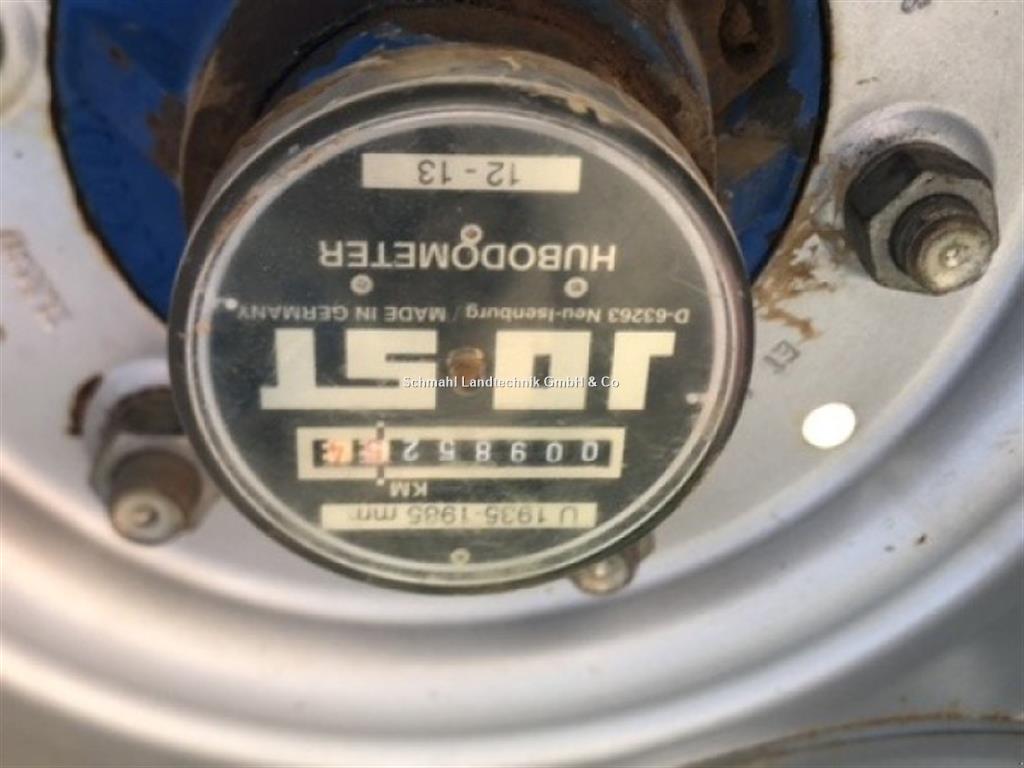 U 1935-1985 mm
KM
009852
JOST
D-63263 Neu-Isenburg / MADE IN GERMANY
HUBODOMETER
12 - 13
Schmahl Landtechnik GmbH & Co
ET